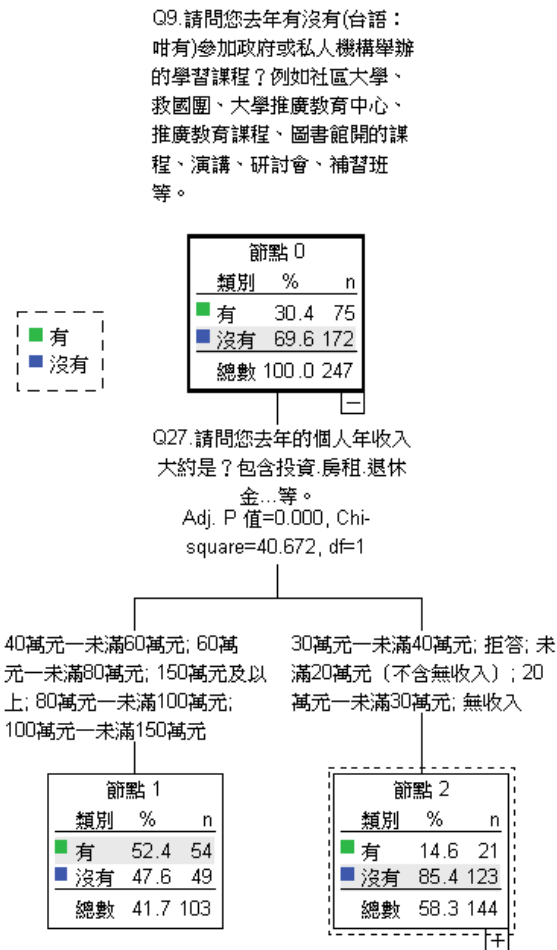 Q9.請問您去年有沒有(台語：
咁有)參加政府或私人機構舉辦
的學習課程？例如社區大學、
救國團、大學推廣教育中心、
推廣教育課程、圖書館開的課
程、演講、研討會、補習班
等。
節點 0
類別 % n
有 30.4 75
沒有 69.6 172
總數 100.0 247
有
沒有
Q27.請問您去年的個人年收入
大約是？包含投資.房租.退休
金...等。
Adj. P 值=0.000, Chi-
square=40.672, df=1
40萬元—未滿60萬元; 60萬
元—未滿80萬元; 150萬元及以
上; 80萬元—未滿100萬元;
100萬元—未滿150萬元
30萬元—未滿40萬元; 拒答; 未
滿20萬元〔不含無收入〕; 20
萬元—未滿30萬元; 無收入
節點 1
類別 % n
有 52.4 54
沒有 47.6 49
總數 41.7 103
節點 2
類別 % n
有 14.6 21
沒有 85.4 123
總數 58.3 144